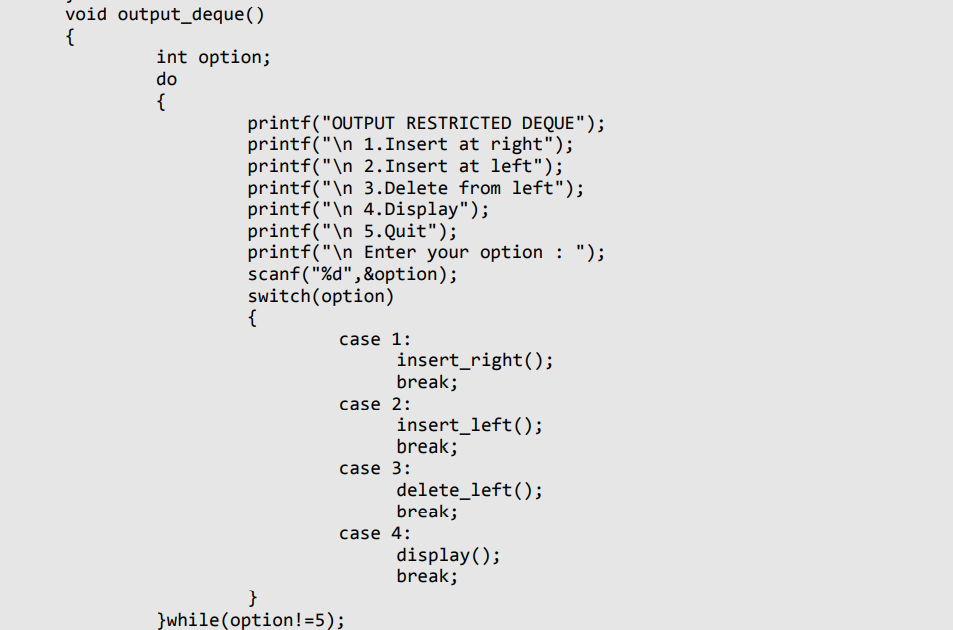 void output_deque()
{
int option;
do
{
printf("OUTPUT RESTRICTED DEQUE");
printf("\n 1.Insert at right");
printf("\n 2.Insert at left");
printf("\n 3.Delete from left");
printf("\n 4.Display");
printf("\n 5.Quit");
printf("\n Enter your option : ");
scanf("%d",&option);
switch(option)
{
case 1:
insert_right();
break;
case 2:
insert_left();
break;
case 3:
delete_left();
break;
case 4:
display();
break;
}
}while(option!=5);